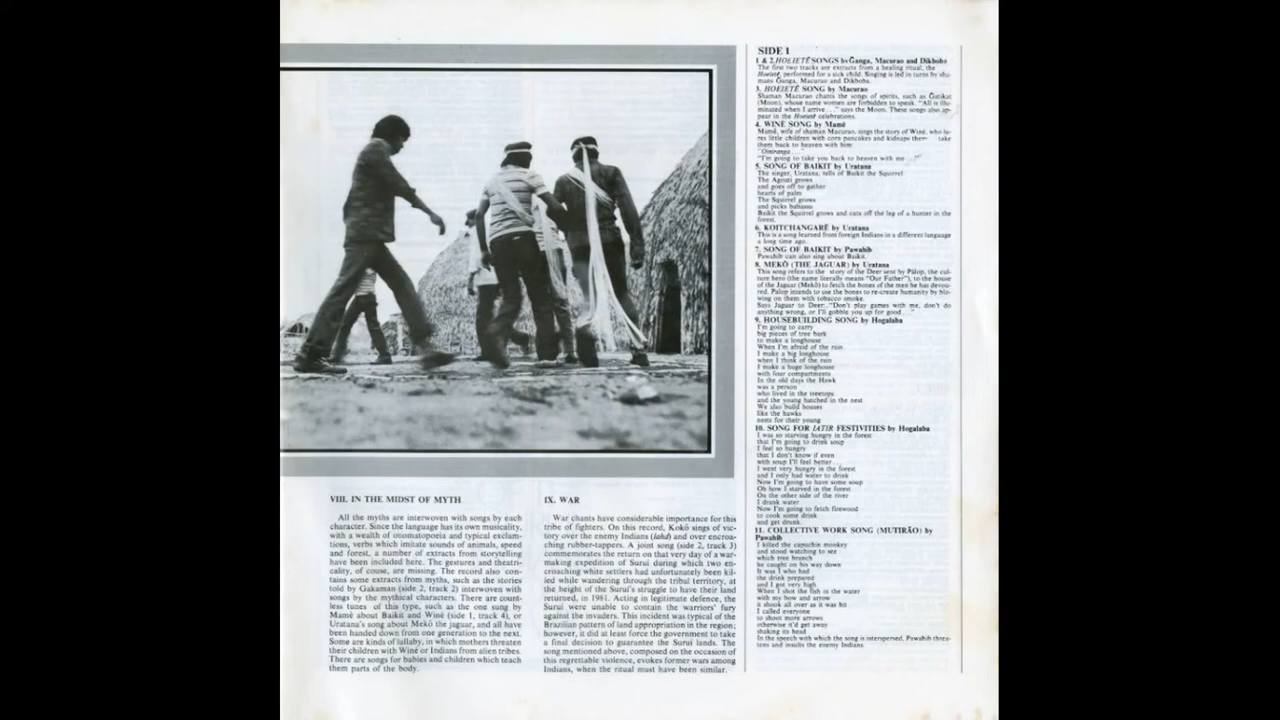 VIII. IN THE MIDST OF MYTH
All the myths are interwoven with songs by each
character. Since the language has its own musicality,
with a wealth of onomatopoeia and typical exclam-
ations, verbs which imitate sounds of animals, speed
and forest, a number of extracts from storytelling
have been included here. The gestures and theatri-
cality, of course, are missing. The record also con-
tains some extracts from myths, such as the stories
told by Gakaman (side 2, track 2) interwoven with
songs by the mythical characters. There are count-
less tunes of this type, such as the one sung by
Mamê about Baikit and Winé (side 1, track 4), or
Uratana's song about Mekô the jaguar, and all have
been handed down from one generation to the next.
Some are kinds of lullaby, in which mothers threaten
their children with Winé or Indians from alien tribes.
There are songs for babies and children which teach
them parts of the body.
IX. WAR
War chants have considerable importance for this
tribe of fighters. On this record, Kokô sings of vic-
tory over the enemy Indians (lahd) and over encroa-
ching rubber-tappers. A joint song (side 2, track 3)
commemorates the return on that very day of a war-
making expedition of Surui during which two en-
croaching white settlers had unfortunately been kil-
led while wandering through the tribal territory, at
the height of the Surui's struggle to have their land
returned, in 1981. Acting in legitimate defence, the
Surui were unable to contain the warriors' fury
against the invaders. This incident was typical of the
Brazilian pattern of land appropriation in the region;
however, it did at least force the government to take
a final decision to guarantee the Surui lands. The
song mentioned above, composed on the occasion of
this regrettable violence, evokes former wars among
Indians, when the ritual must have been similar.
SIDE 1
1 & 2. HOEIETÊ SONGS by Ganga, Macurao and Dikboba
The first two tracks are extracts from a healing ritual, the
Hoeietê, performed for a sick child. Singing is led in turns by sha-
mans Ganga, Macurao and Dikboba.
3. HOEIETÊ SONG by Macurao
Shaman Macurao chants the songs of spirits, such as Gatikat
(Moon), whose name women are forbidden to speak. "All is illu-
minated when I arrive . . ." says the Moon. These songs also ap-
pear in the Hoeietê celebrations.
4. WINÉ SONG by Mamê
Mamê, wife of shaman Macurao, sings the story of Winé, who lu-
res little children with corn pancakes and kidnaps them take
them back to heaven with him:
"I'm going to take you back to heaven with me . . ."
5. SONG OF BAIKIT by Uratana
The singer, Uratana, tells of Baikit the Squirrel
The Agouti grows
and goes off to gather
hearts of palm
The Squirrel grows
and picks babassu
Baikit the Squirrel grows and cuts off the leg of a hunter in the
forest.
6. KOITCHANGARÊ by Uratana
This is a song learned from foreign Indians in a different language
a long time ago.
7. SONG OF BAIKIT by Pawahib
Pawahib can also sing about Baikit.
8. MEKÔ (THE JAGUAR) by Uratana
This song refers to the story of the Deer sent by Pálop, the cul-
ture hero (the name literally means "Our Father"), to the house
of the Jaguar (Mekô) to fetch the bones of the men he has devou-
red. Palop intends to use the bones to re-create humanity by blo-
wing on them with tobacco smoke.
Says Jaguar to Deer: "Don't play games with me, don't do
anything wrong, or I'll gobble you up for good . . ."
9. HOUSEBUILDING SONG by Hogalaba
I'm going to carry
big pieces of tree bark
to make a longhouse
When I'm afraid of the rain
I make a big longhouse
when I think of the rain
I make a huge longhouse
with four compartments
In the old days the Hawk
was a person
who lived in the treetops
and the young hatched in the nest
We also build houses
like the hawks
nests for their young
10. SONG FOR IATIR FESTIVITIES by Hogalaba
I was so starving hungry in the forest
that I'm going to drink soup
I feel so hungry
that I don't know if even
with soup I'll feel better . . .
I went very hungry in the forest
and I only had water to drink
Now I'm going to have some soup
Oh how I starved in the forest
On the other side of the river
I drank water
Now I'm going to fetch firewood
to cook some drink
and get drunk.
11. COLLECTIVE WORK SONG (MUTIRÃO) by
Pawahib
I killed the capuchin monkey
and stood watching to see
which tree branch
he caught on his way down
It was I who had
the drink prepared
and I got very high
When I shot the fish in the water
with my bow and arrow
it shook all over as it was hit
I called everyone
to shoot more arrows
otherwise it'd get away
shaking its head
In the speech with which the song is interspersed, Pawahib threa-
tens and insults the enemy Indians.